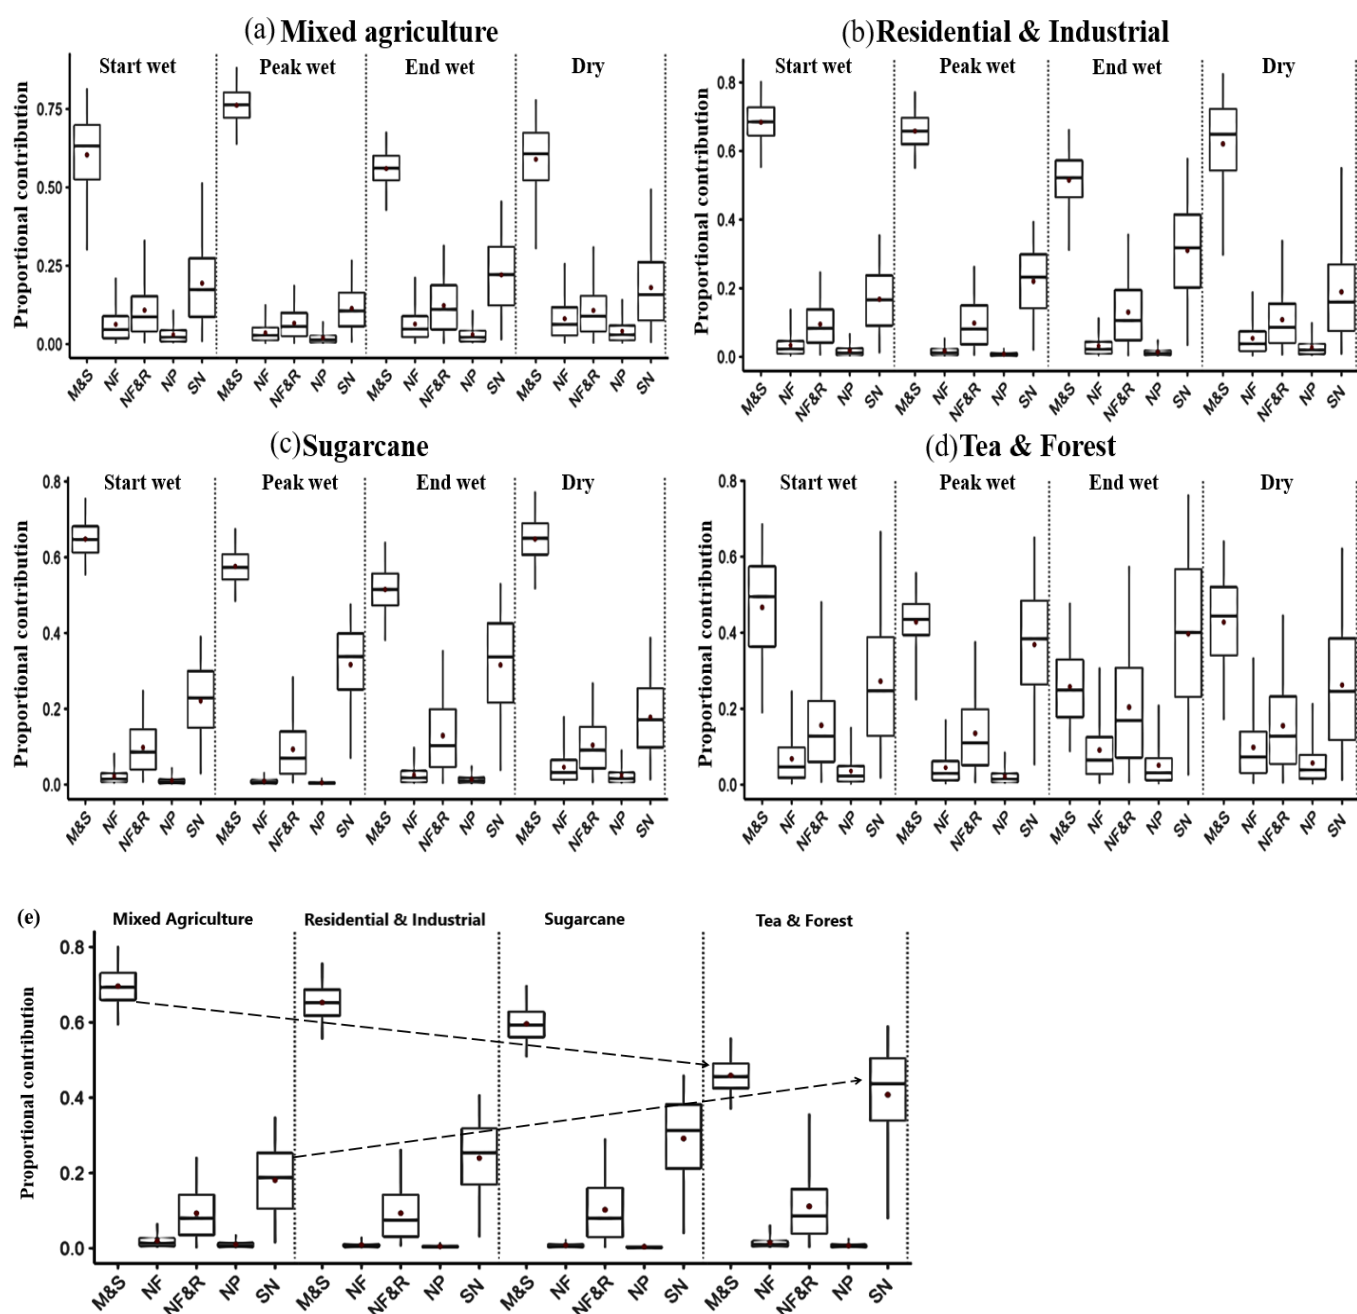 (a) Mixed agriculture
Start wet Peak wet End wet Dry
Proportional contribution
0.75
0.50
0.25
0.00
M&S NF NF&R NP SN M&S NF NF&R NP SN M&S NF NF&R NP SN M&S NF NF&R NP SN
(b) Residential & Industrial
Start wet Peak wet End wet Dry
Proportional contribution
0.8
0.6
0.4
0.2
0.0
M&S NF NF&R NP SN M&S NF NF&R NP SN M&S NF NF&R NP SN M&S NF NF&R NP SN
(c) Sugarcane
Start wet Peak wet End wet Dry
Proportional contribution
0.8
0.6
0.4
0.2
0.0
M&S NF NF&R NP SN M&S NF NF&R NP SN M&S NF NF&R NP SN M&S NF NF&R NP SN
(d) Tea & Forest
Start wet Peak wet End wet Dry
Proportional contribution
0.8
0.6
0.4
0.2
0.0
M&S NF NF&R NP SN M&S NF NF&R NP SN M&S NF NF&R NP SN M&S NF NF&R NP SN
(e)
Mixed Agriculture Residential & Industrial Sugarcane Tea & Forest
Proportional contribution
0.8
0.6
0.4
0.2
0.0
M&S NF NF&R NP SN M&S NF NF&R NP SN M&S NF NF&R NP SN M&S NF NF&R NP SN